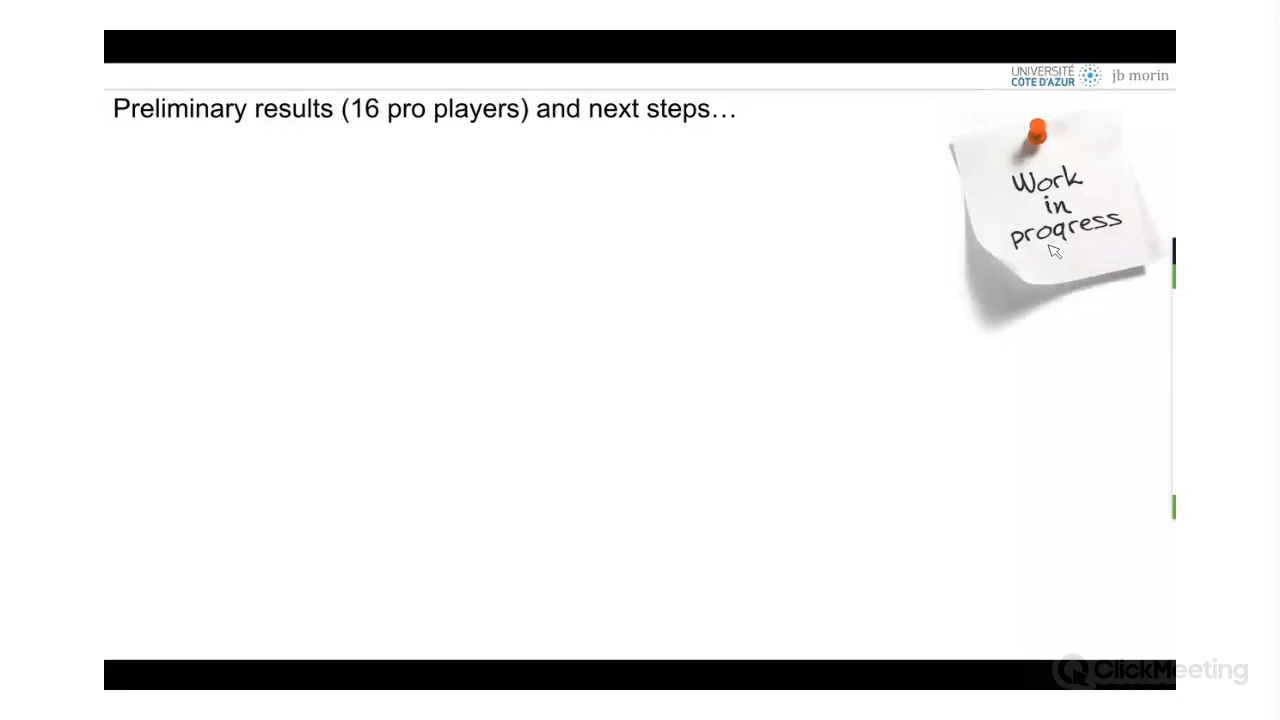 UNIVERSITÉ
CÔTE D'AZUR
jb morin
Preliminary results (16 pro players) and next steps…
Work
in
progress
ClickMeeting